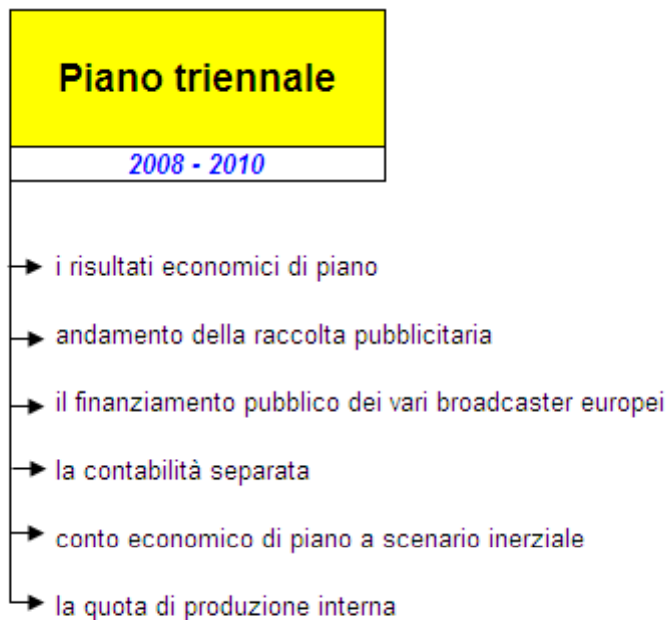 Piano triennale
2008 - 2010
i risultati economici di piano
andamento della raccolta pubblicitaria
il finanziamento pubblico dei vari broadcaster europei
la contabilità separata
conto economico di piano a scenario inerziale
la quota di produzione interna